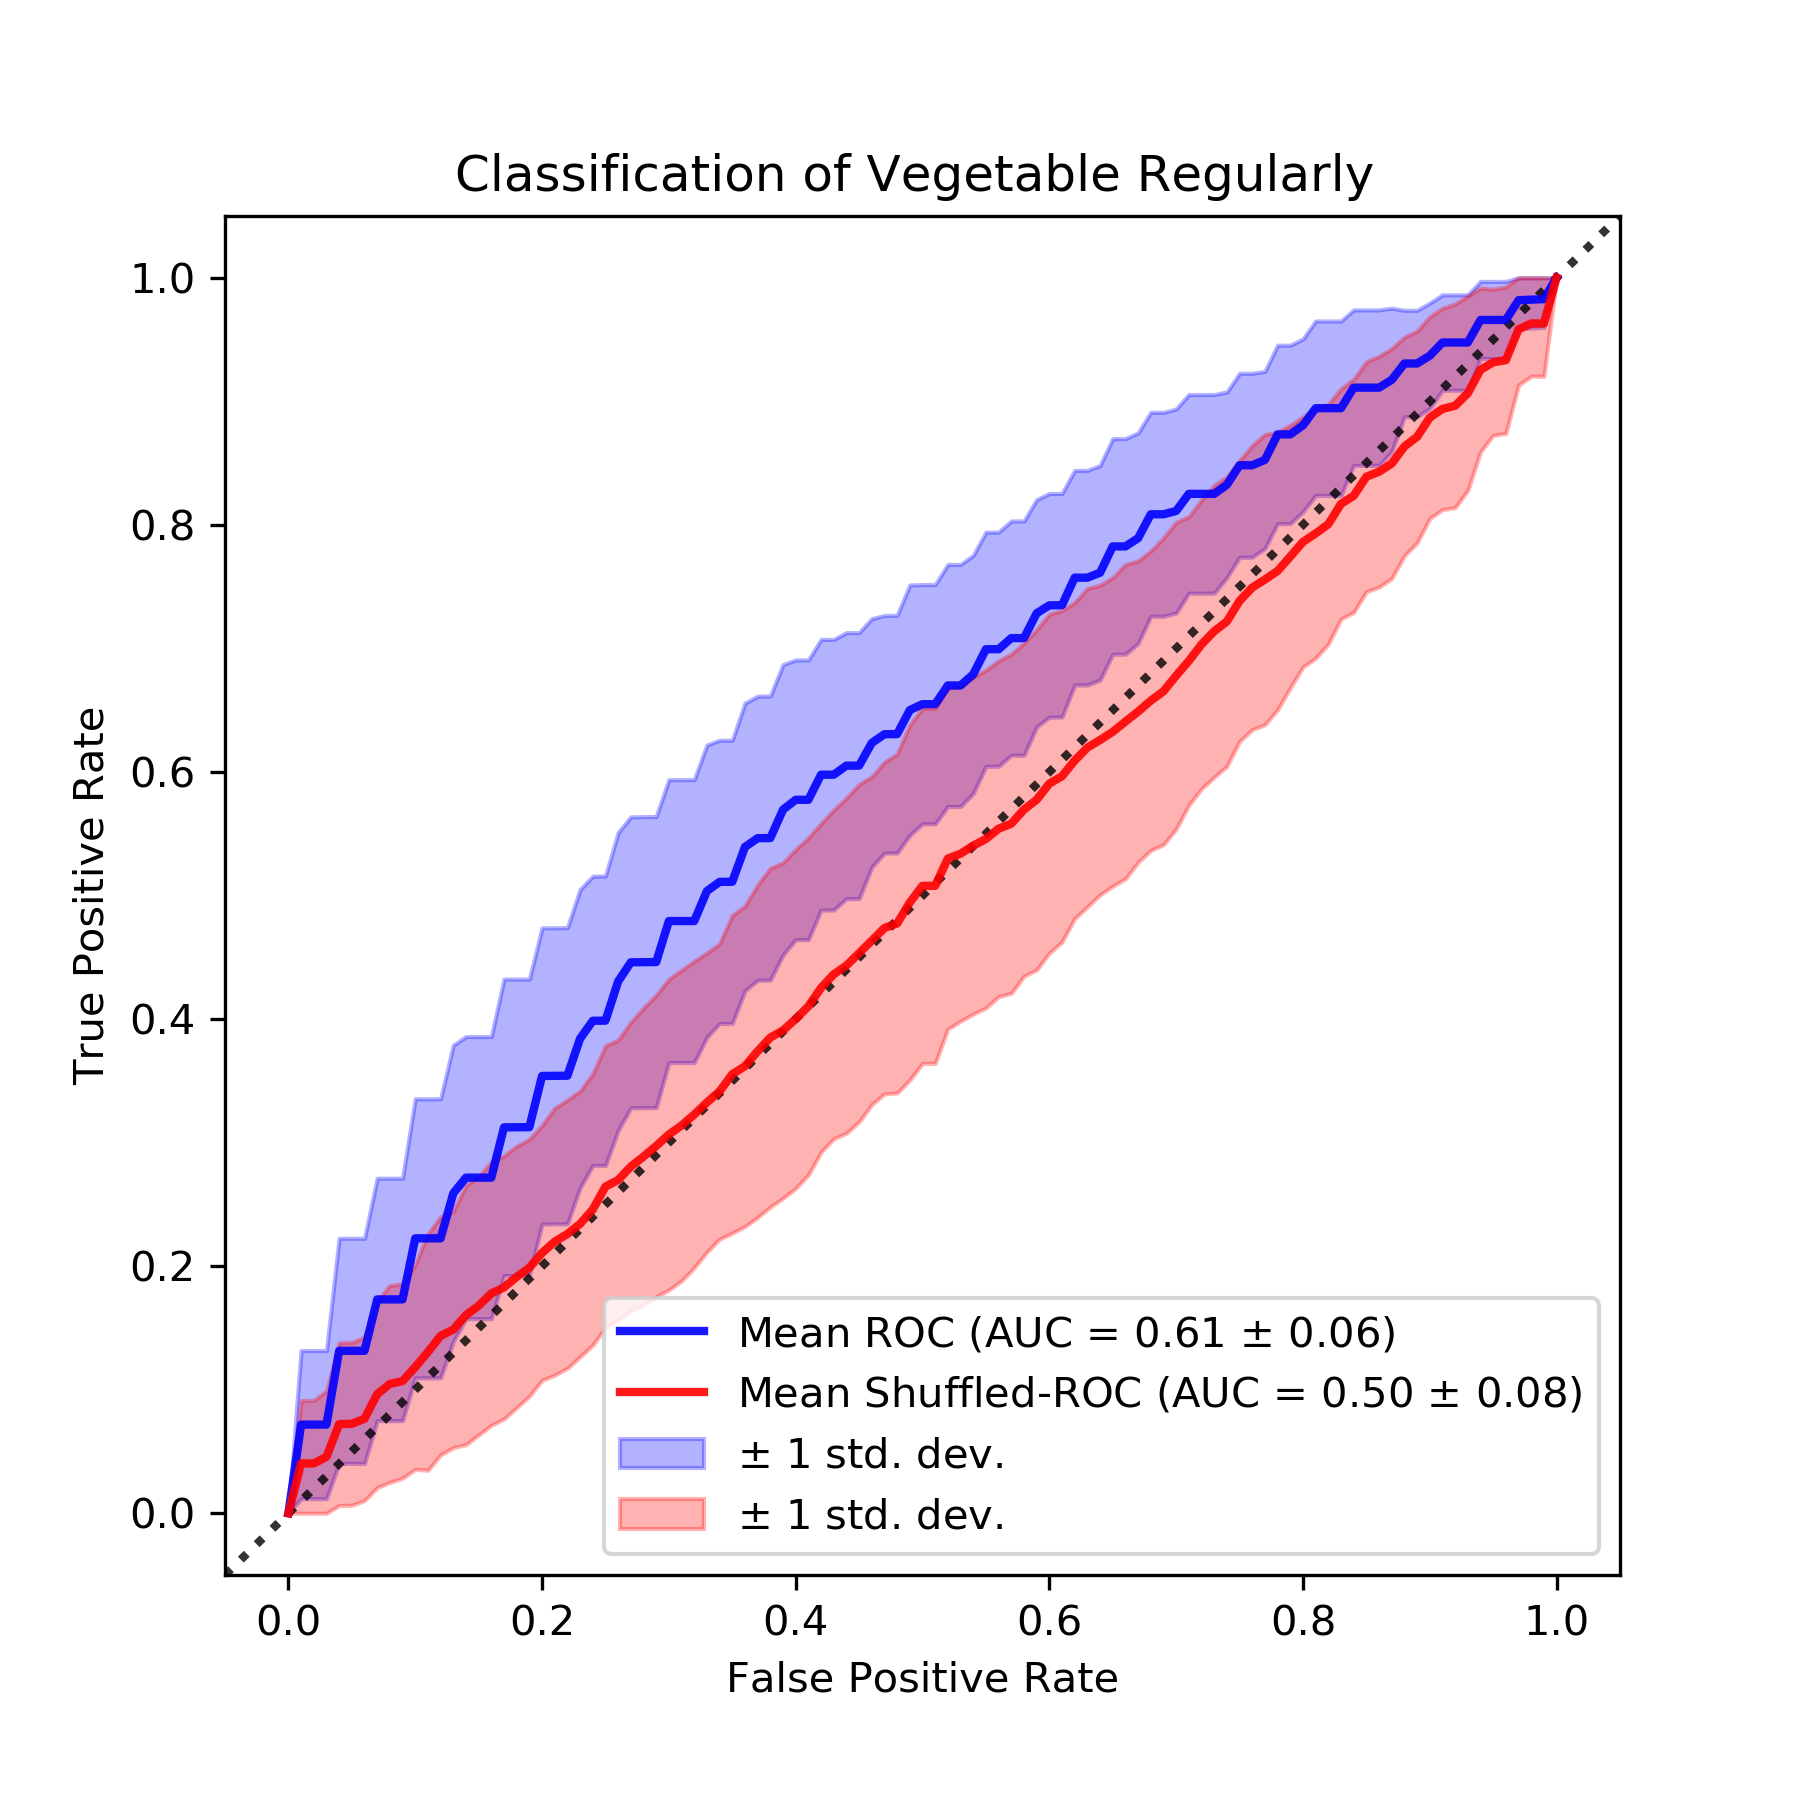 Classification of Vegetable Regularly
1.0
0.8
0.6
0.4
0.2
0.0
True Positive Rate
Mean ROC (AUC = 0.61 ± 0.06)
Mean Shuffled-ROC (AUC = 0.50 ± 0.08)
± 1 std. dev.
± 1 std. dev.
0.0 0.2 0.4 0.6 0.8 1.0
False Positive Rate